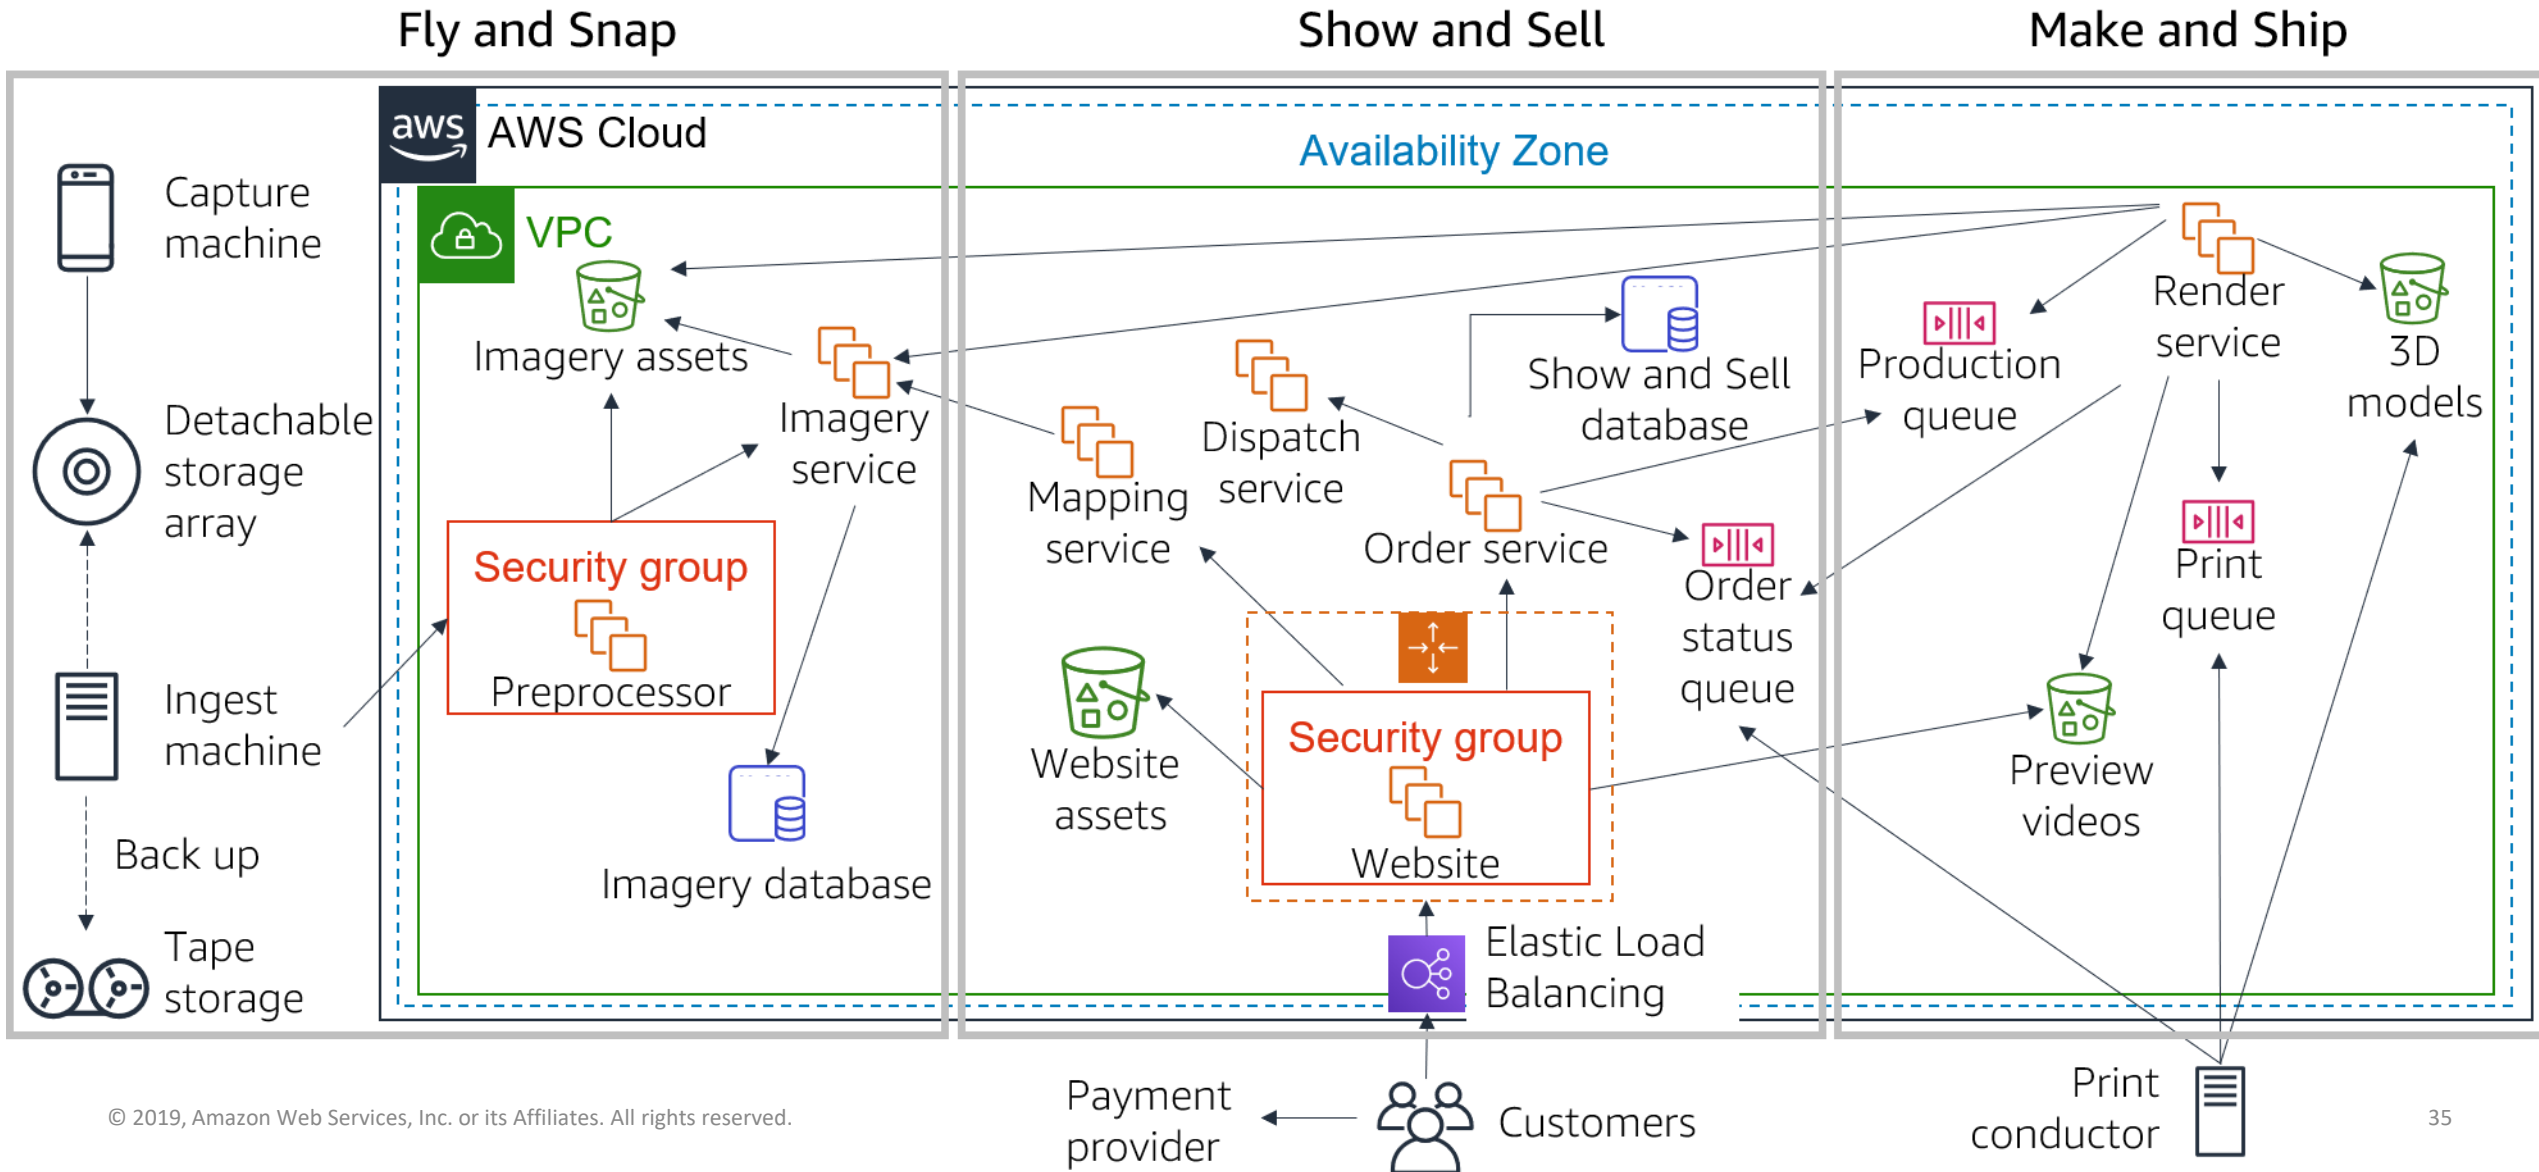 Fly and Snap
Show and Sell
Make and Ship
aws
AWS Cloud
Availability Zone
VPC
Capture
machine
Detachable
storage
array
Ingest
machine
Back up
Tape
storage
Imagery assets
Imagery
service
Security group
Preprocessor
Imagery database
Mapping
service
Dispatch
service
Show and Sell
database
Order service
Order
status
queue
Website
assets
Security group
Website
Elastic Load
Balancing
Production
queue
Render
service
3D
models
Print
queue
Preview
videos
Payment
provider
Customers
Print
conductor
© 2019, Amazon Web Services, Inc. or its Affiliates. All rights reserved.
35